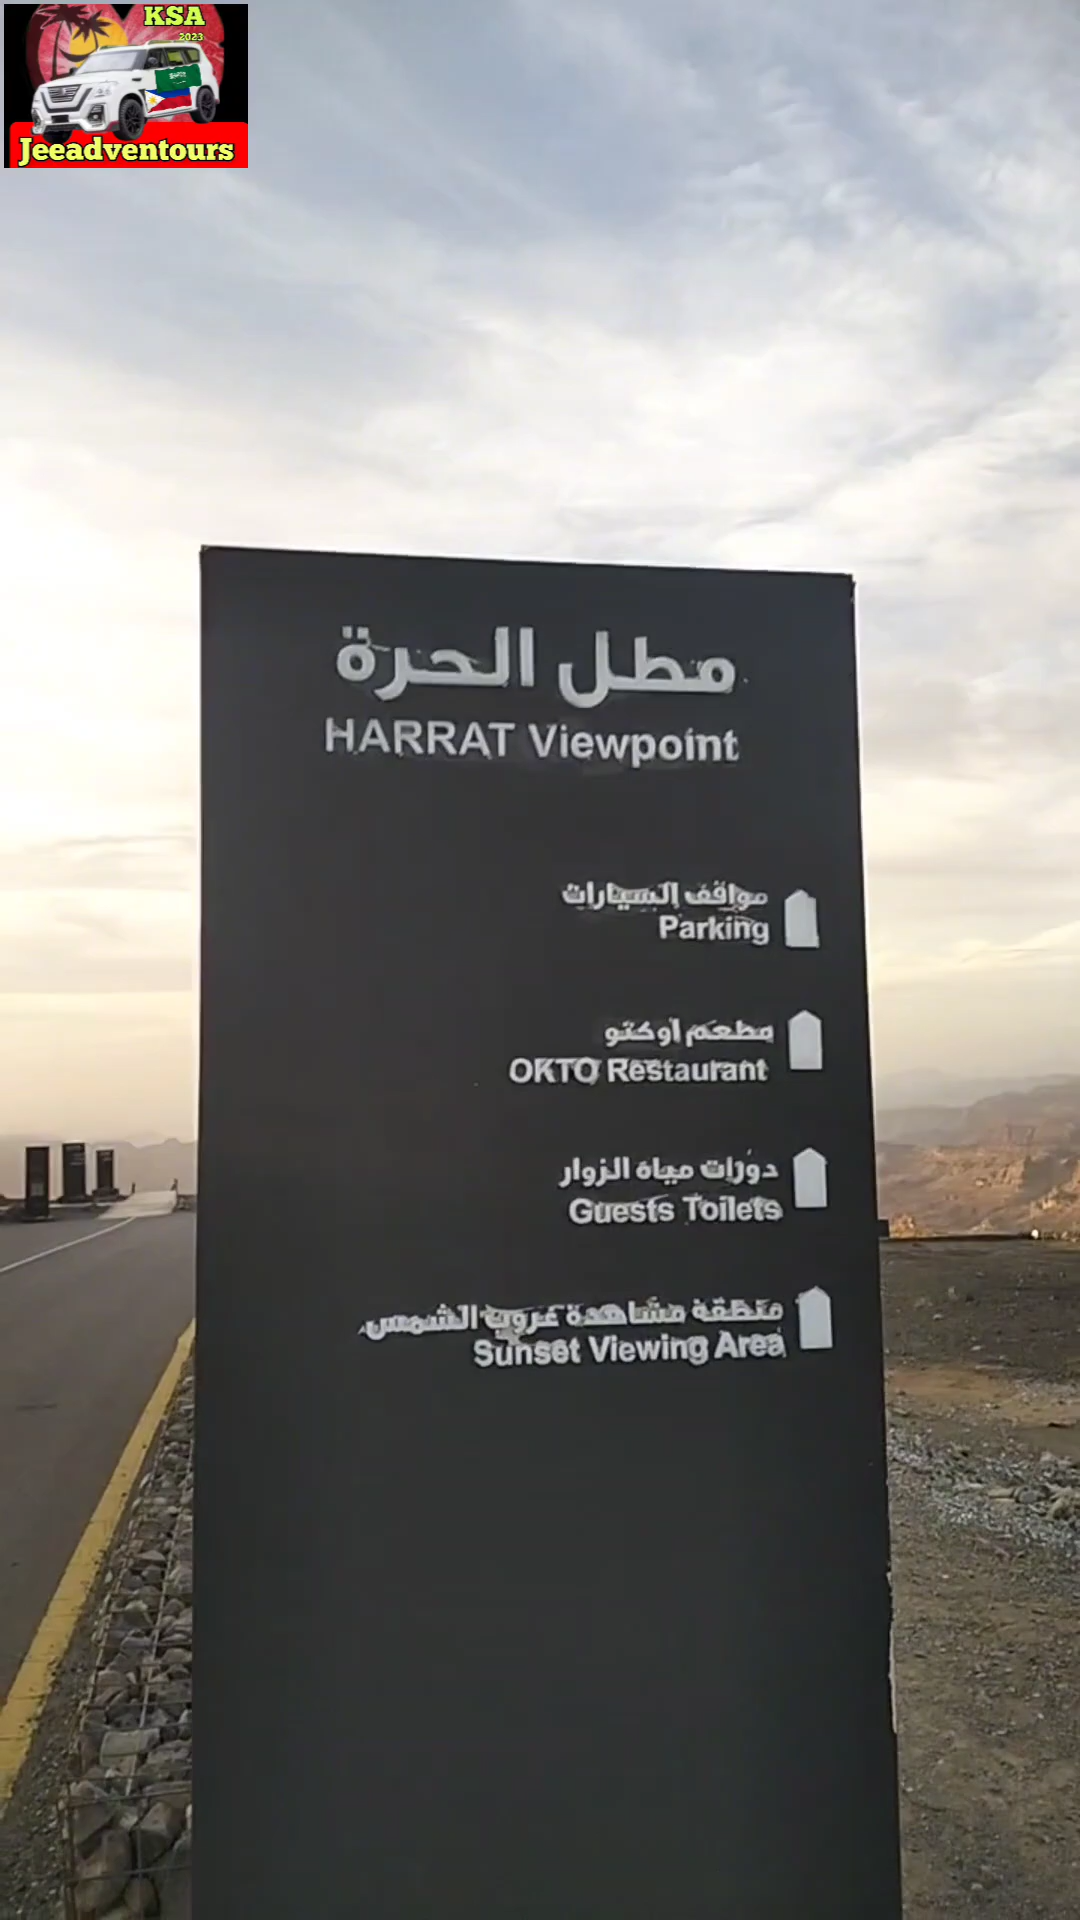 KSA
2023
Jeeadventours
مطل الحرة
HARRAT Viewpoint
مواقف السيارات
Parking
مطعم أوكتو
OKTO Restaurant
دورات مياه الزوار
Guests Toilets
منطقة مشاهدة غروب الشمس
Sunset Viewing Area